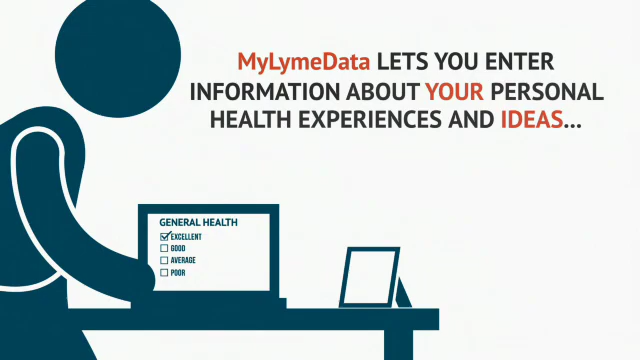 MyLymeData LETS YOU ENTER
INFORMATION ABOUT YOUR PERSONAL
HEALTH EXPERIENCES AND IDEAS...
GENERAL HEALTH
EXCELLENT
GOOD
AVERAGE
POOR